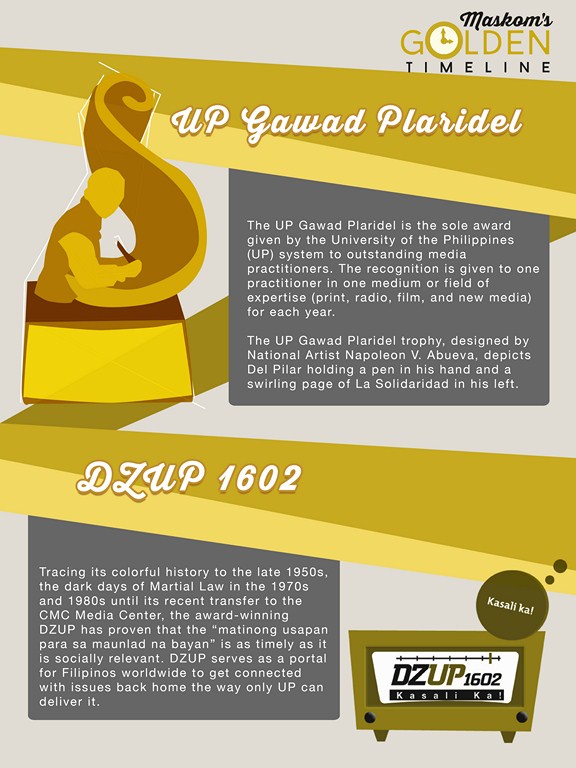 Maskom's
GOLDEN
TIMELINE
UP Gawad Plaridel
The UP Gawad Plaridel is the sole award
given by the University of the Philippines
(UP) system to outstanding media
practitioners. The recognition is given to one
practitioner in one medium or field of
expertise (print, radio, film, and new media)
for each year.
The UP Gawad Plaridel trophy, designed by
National Artist Napoleon V. Abueva, depicts
Del Pilar holding a pen in his hand and a
swirling page of La Solidaridad in his left.
DZUP 1602
Tracing its colorful history to the late 1950s,
the dark days of Martial Law in the 1970s
and 1980s until its recent transfer to the
CMC Media Center, the award-winning
DZUP has proven that the “matinong usapan
para sa maunlad na bayan” is as timely as it
is socially relevant. DZUP serves as a portal
for Filipinos worldwide to get connected
with issues back home the way only UP can
deliver it.
Kasali ka!
DZUP1602
Kasali Ka!